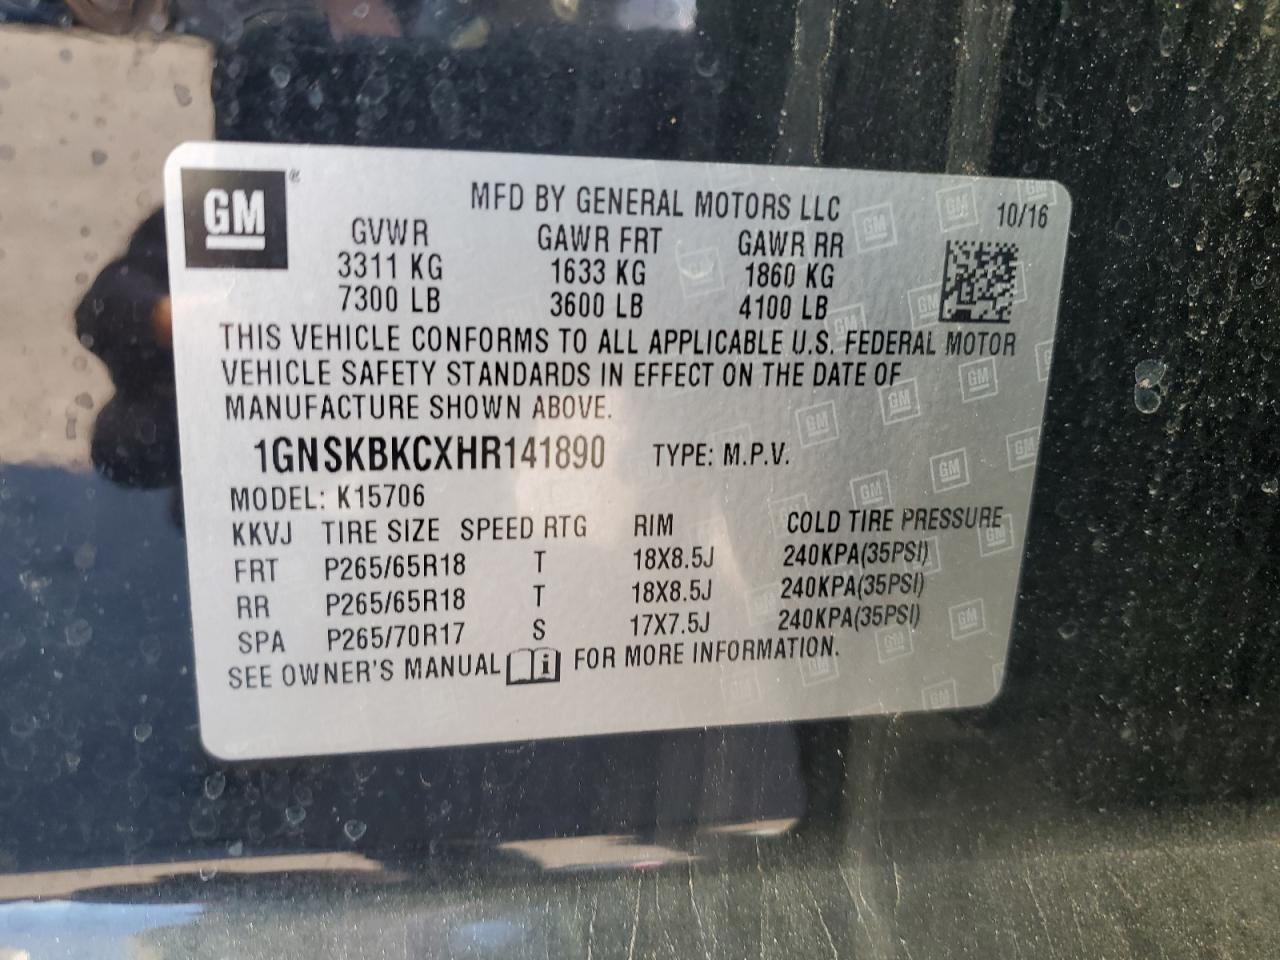 GM ®
MFD BY GENERAL MOTORS LLC
10/16
GVWR GAWR FRT GAWR RR
3311 KG 1633 KG 1860 KG
7300 LB 3600 LB 4100 LB
THIS VEHICLE CONFORMS TO ALL APPLICABLE U.S. FEDERAL MOTOR
VEHICLE SAFETY STANDARDS IN EFFECT ON THE DATE OF
MANUFACTURE SHOWN ABOVE.
1GNSKBKCXHR141890 TYPE: M.P.V.
MODEL: K15706
KKVJ TIRE SIZE SPEED RTG RIM COLD TIRE PRESSURE
FRT P265/65R18 T 18X8.5J 240KPA(35PSI)
RR P265/65R18 T 18X8.5J 240KPA(35PSI)
SPA P265/70R17 S 17X7.5J 240KPA(35PSI)
SEE OWNER'S MANUAL i FOR MORE INFORMATION.